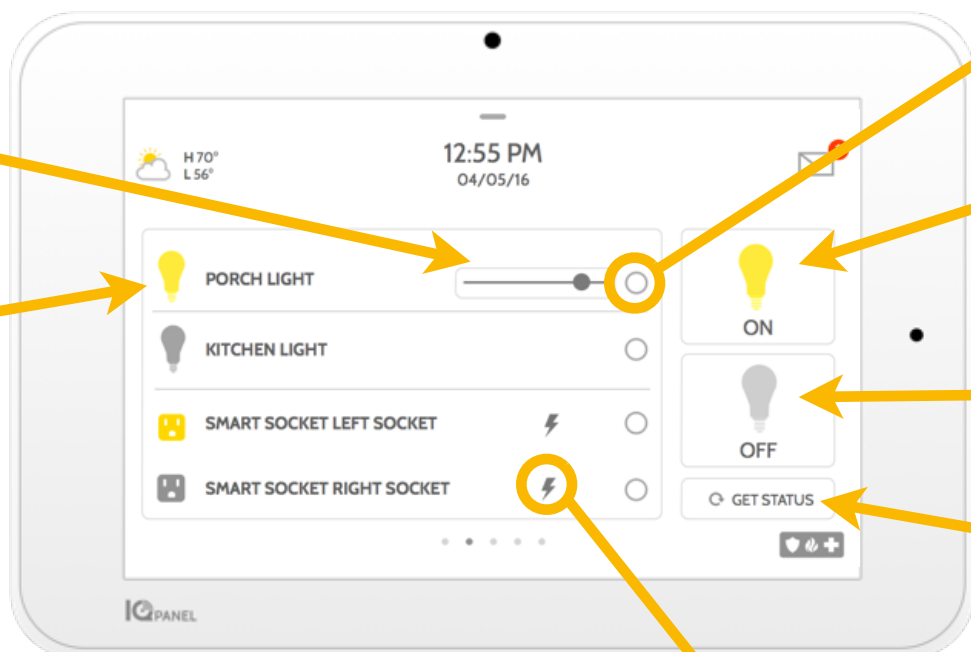 H 70°
L 56°
12:55 PM
04/05/16
PORCH LIGHT
ON
KITCHEN LIGHT
SMART SOCKET LEFT SOCKET
OFF
SMART SOCKET RIGHT SOCKET
GET STATUS
IQ PANEL